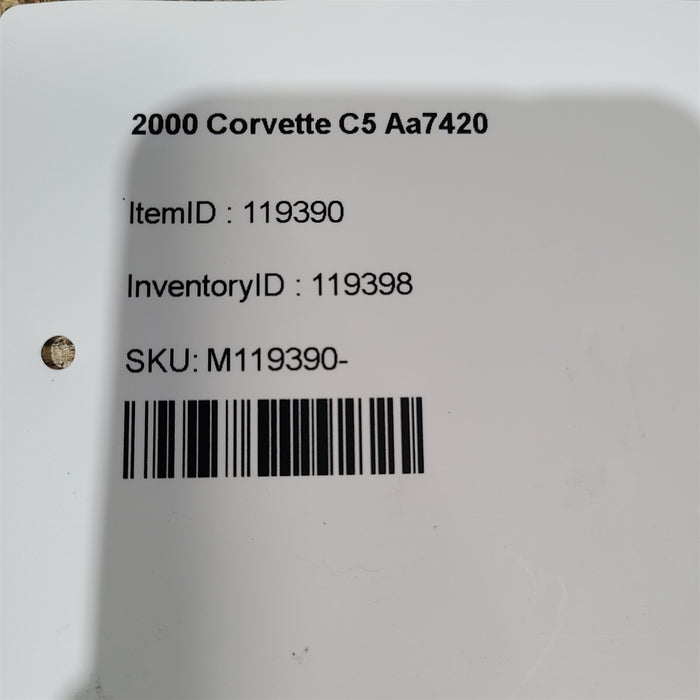 2000 Corvette C5 Aa7420
ItemID : 119390
InventoryID : 119398
SKU: M119390-